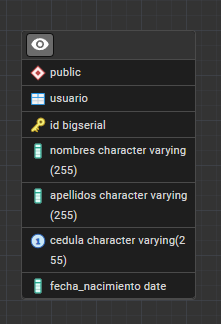 public
usuario
id bigserial
nombres character varying
(255)
apellidos character varying
(255)
1 cedula character varying(2
55)
fecha_nacimiento date